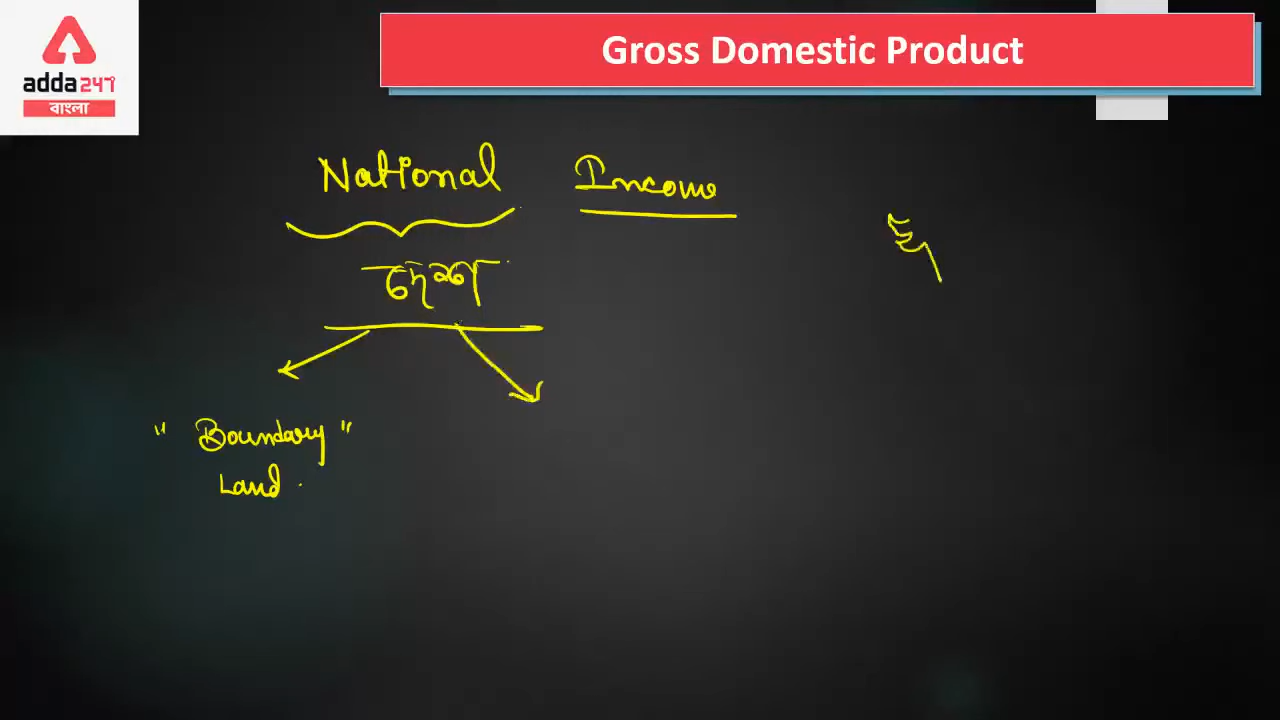 adda247
বাংলা
Gross Domestic Product
National Income
দেশ
" Boundary "
Land